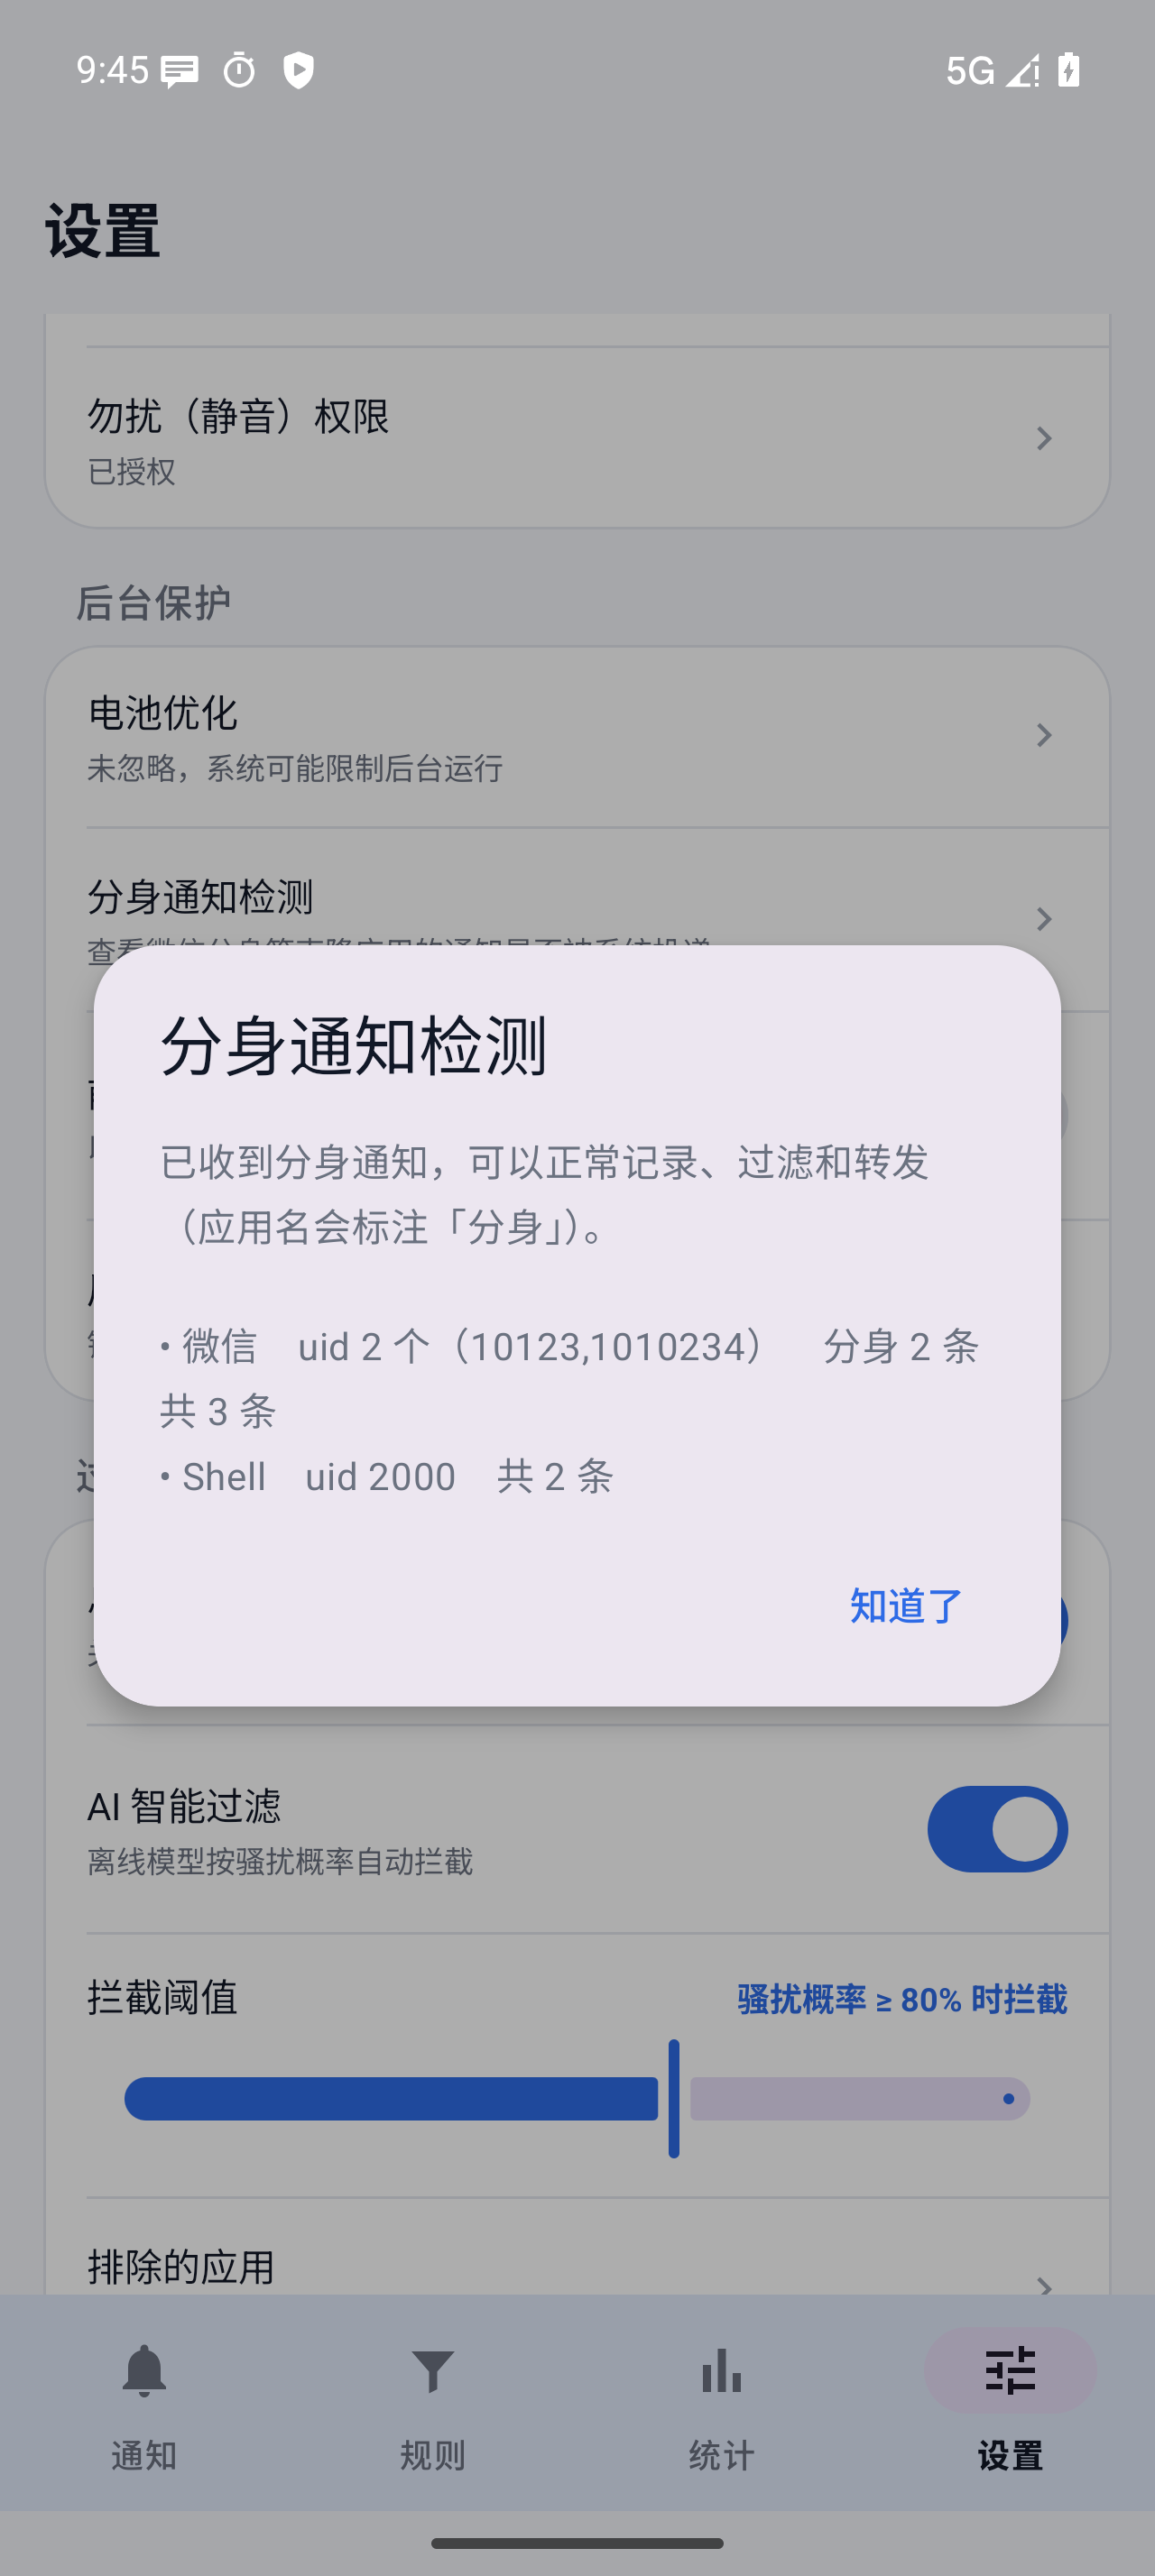 9:45
5G
设置
勿扰（静音）权限
已授权
后台保护
电池优化
未忽略，系统可能限制后台运行
分身通知检测
分身通知检测
已收到分身通知，可以正常记录、过滤和转发
（应用名会标注「分身」）。
• 微信　uid 2 个（10123,1010234）　分身 2 条
共 3 条
• Shell　uid 2000　共 2 条
知道了
AI 智能过滤
离线模型按骚扰概率自动拦截
拦截阈值
骚扰概率 ≥ 80% 时拦截
排除的应用
通知
规则
统计
设置